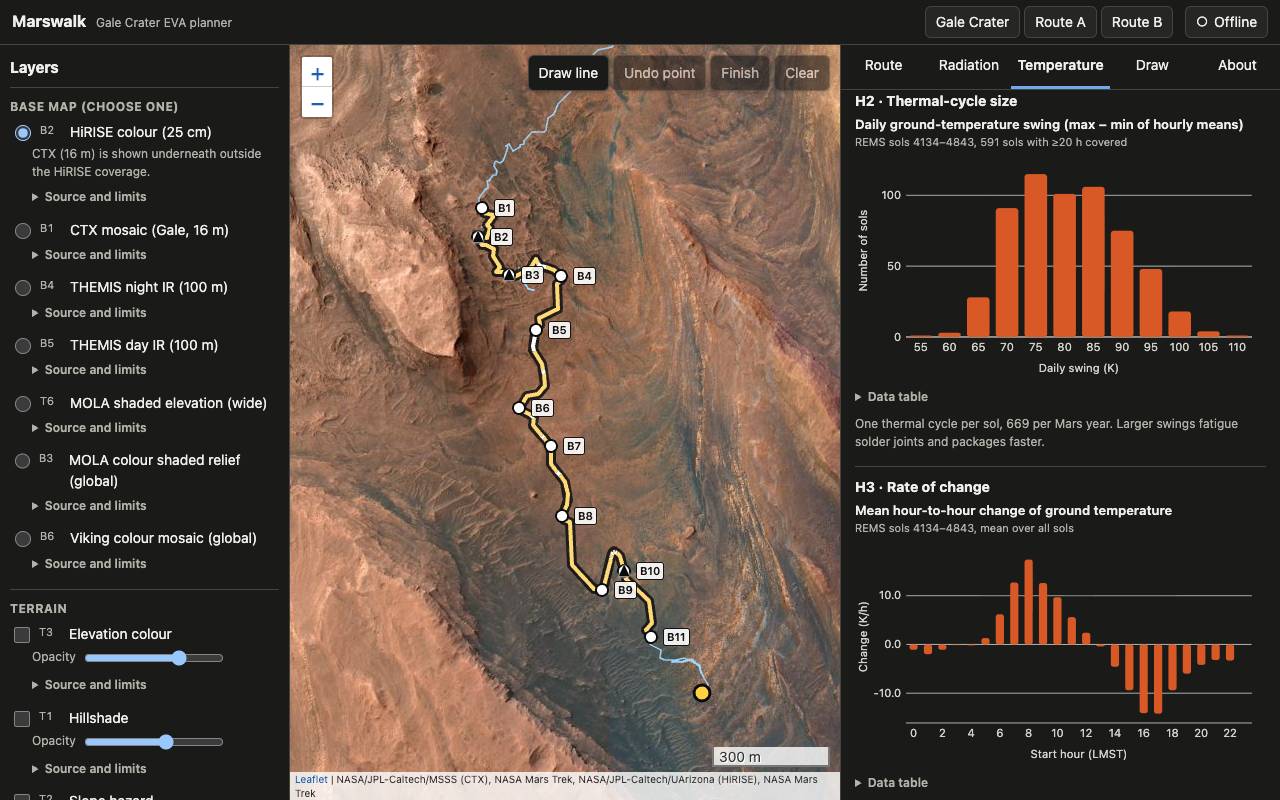 Marswalk Gale Crater EVA planner
Gale Crater Route A Route B Offline
Layers
BASE MAP (CHOOSE ONE)
B2 HiRISE colour (25 cm)
CTX (16 m) is shown underneath outside
the HiRISE coverage.
Source and limits
B1 CTX mosaic (Gale, 16 m)
Source and limits
B4 THEMIS night IR (100 m)
Source and limits
B5 THEMIS day IR (100 m)
Source and limits
T6 MOLA shaded elevation (wide)
Source and limits
B3 MOLA colour shaded relief
(global)
Source and limits
B6 Viking colour mosaic (global)
Source and limits
TERRAIN
T3 Elevation colour
Opacity
Source and limits
T1 Hillshade
Opacity
Source and limits
T2 Slope hazard
+
−
Draw line Undo point Finish Clear
B1
B2
B3
B4
B5
B6
B7
B8
B10
B9
B11
300 m
Leaflet | NASA/JPL-Caltech/MSSS (CTX), NASA Mars Trek, NASA/JPL-Caltech/UArizona (HiRISE), NASA Mars
Trek
Route Radiation Temperature Draw About
H2 · Thermal-cycle size
Daily ground-temperature swing (max – min of hourly means)
REMS sols 4134–4843, 591 sols with ≥20 h covered
Number of sols
100
50
0
55 60 65 70 75 80 85 90 95 100 105 110
Daily swing (K)
Data table
One thermal cycle per sol, 669 per Mars year. Larger swings fatigue
solder joints and packages faster.
H3 · Rate of change
Mean hour-to-hour change of ground temperature
REMS sols 4134–4843, mean over all sols
Change (K/h)
10.0
0.0
-10.0
0 2 4 6 8 10 12 14 16 18 20 22
Start hour (LMST)
Data table